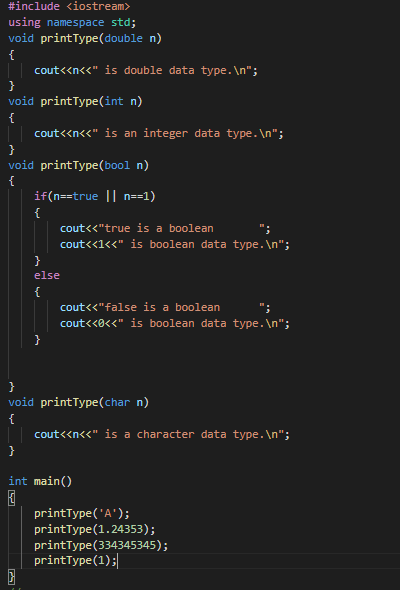 #include <iostream>
using namespace std;
void printType(double n)
{
    cout<<n<<" is double data type.\n";
}
void printType(int n)
{
    cout<<n<<" is an integer data type.\n";
}
void printType(bool n)
{
    if(n==true || n==1)
    {
        cout<<"true is a boolean       ";
        cout<<1<<" is boolean data type.\n";
    }
    else
    {
        cout<<"false is a boolean      ";
        cout<<0<<" is boolean data type.\n";
    }
}
void printType(char n)
{
    cout<<n<<" is a character data type.\n";
}
int main()
{
    printType('A');
    printType(1.24353);
    printType(334345345);
    printType(1);
}